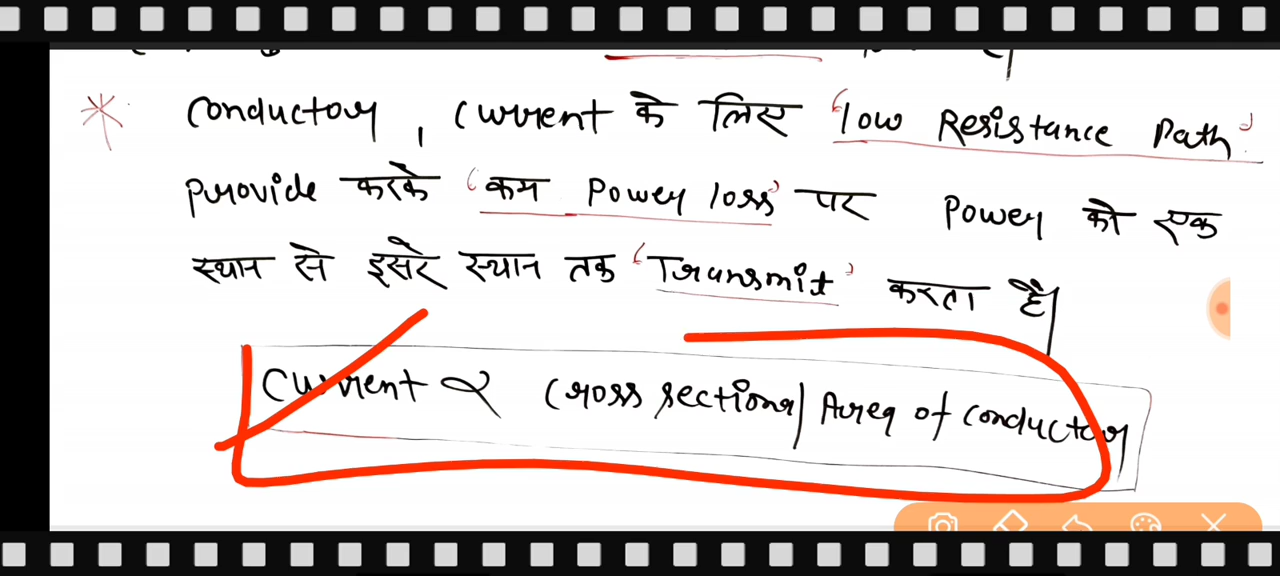 * Conductor, Current के लिए 'low Resistance Path'
Provide करके 'कम Power loss' पर Power को एक
स्थान से दूसरे स्थान तक 'Transmit' करता है।
Current ∝ Cross sectional Area of conductor